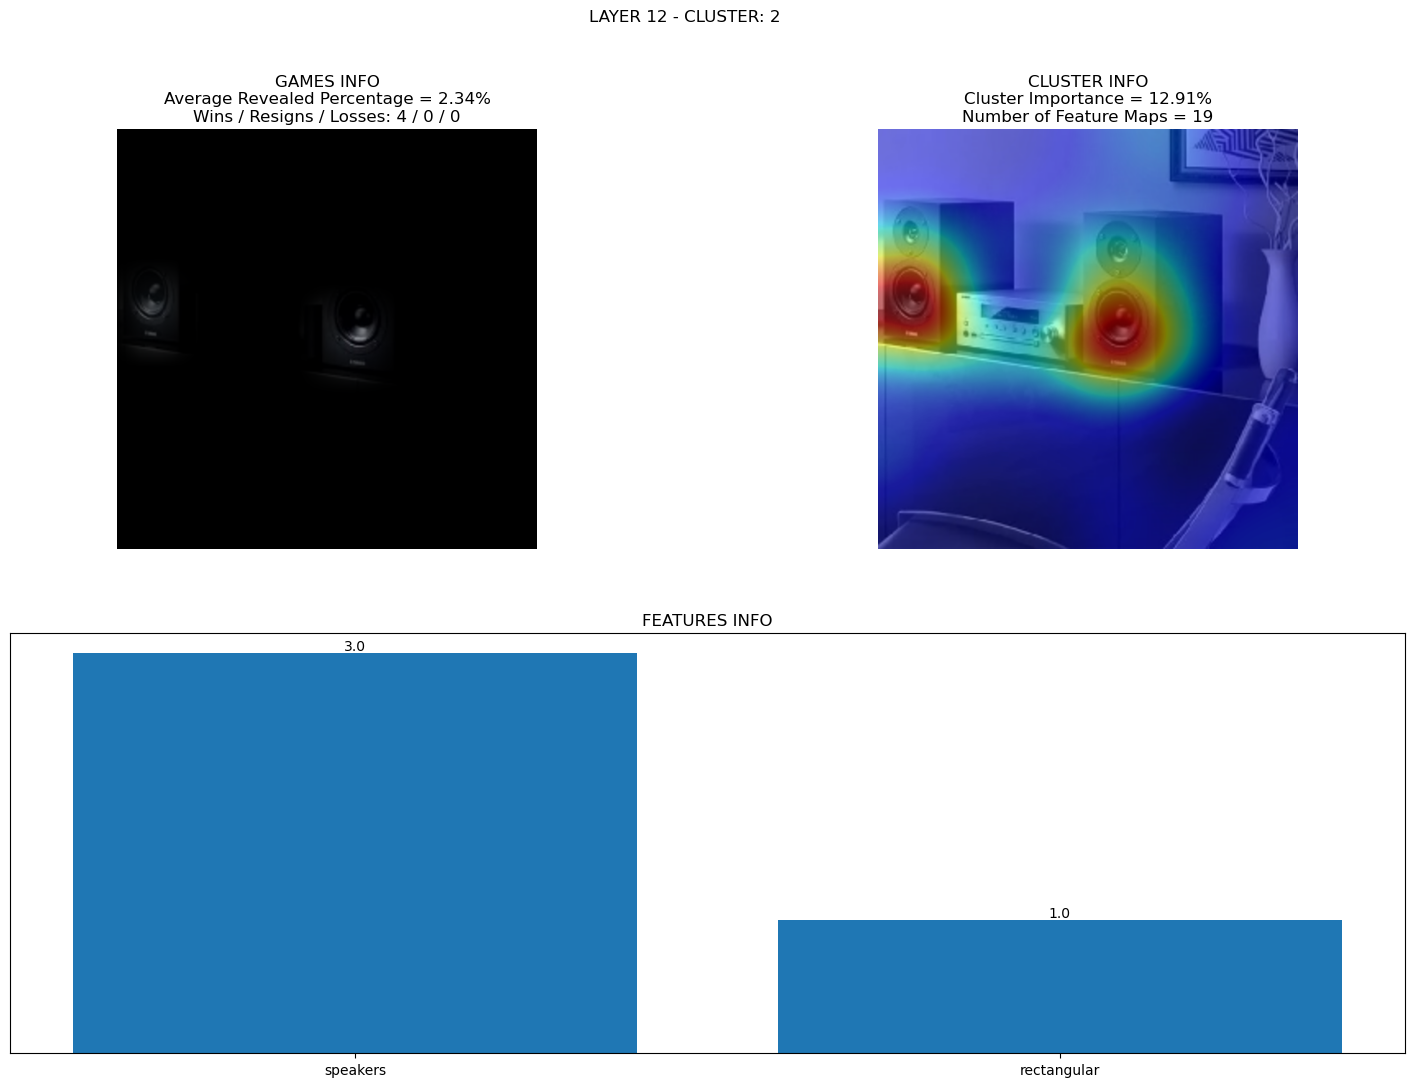 LAYER 12 - CLUSTER: 2
GAMES INFO
Average Revealed Percentage = 2.34%
Wins / Resigns / Losses: 4 / 0 / 0
CLUSTER INFO
Cluster Importance = 12.91%
Number of Feature Maps = 19
FEATURES INFO
3.0
1.0
speakers
rectangular